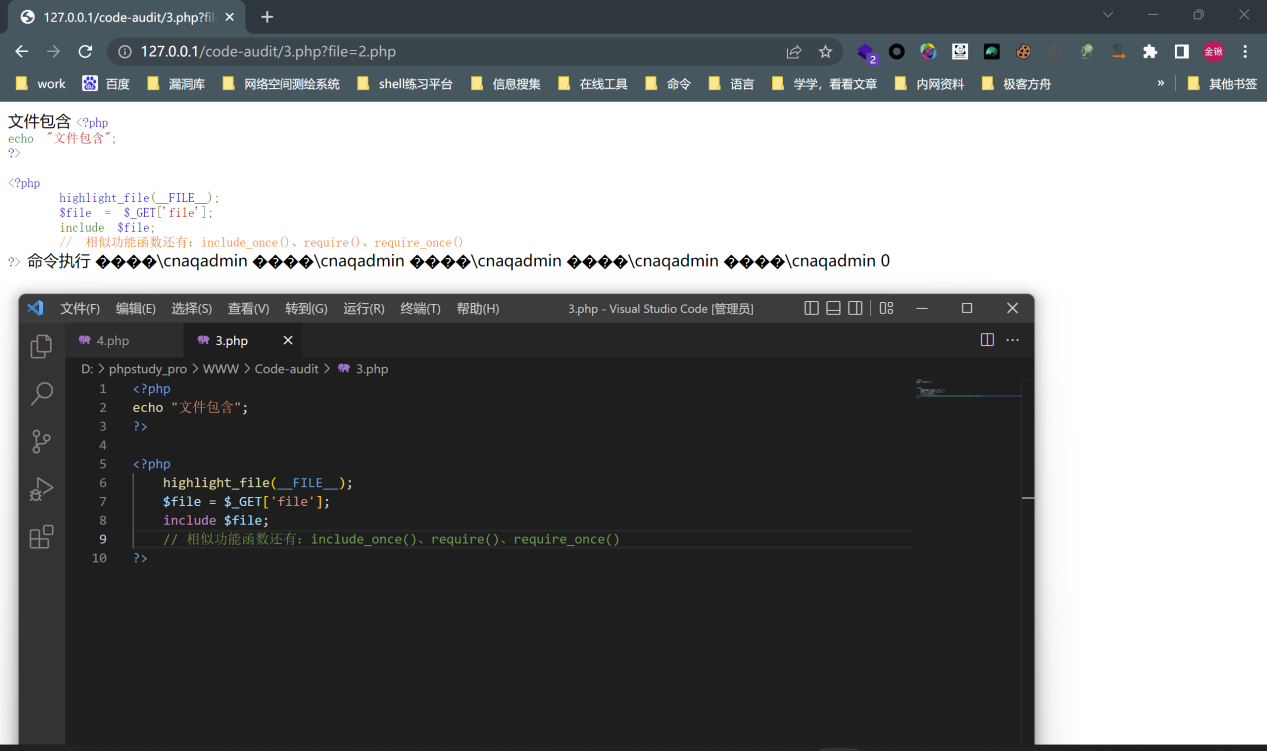 127.0.0.1/code-audit/3.php?fil
127.0.0.1/code-audit/3.php?file=2.php
2
金锹
work 百度 漏洞库 网络空间测绘系统 shell练习平台 信息搜集 在线工具 命令 语言 学学，看看文章 内网资料 极客方舟 » 其他书签
文件包含 <?php
echo "文件包含";
?>
<?php
highlight_file(__FILE__);
$file = $_GET['file'];
include $file;
// 相似功能函数还有：include_once()、require()、require_once()
?> 命令执行 ����\cnaqadmin ����\cnaqadmin ����\cnaqadmin ����\cnaqadmin ����\cnaqadmin 0
文件(F) 编辑(E) 选择(S) 查看(V) 转到(G) 运行(R) 终端(T) 帮助(H) 3.php - Visual Studio Code [管理员]
4.php 3.php
D: > phpstudy_pro > WWW > Code-audit > 3.php
1 <?php
2 echo "文件包含";
3 ?>
4
5 <?php
6 highlight_file(__FILE__);
7 $file = $_GET['file'];
8 include $file;
9 // 相似功能函数还有：include_once()、require()、require_once()
10 ?>